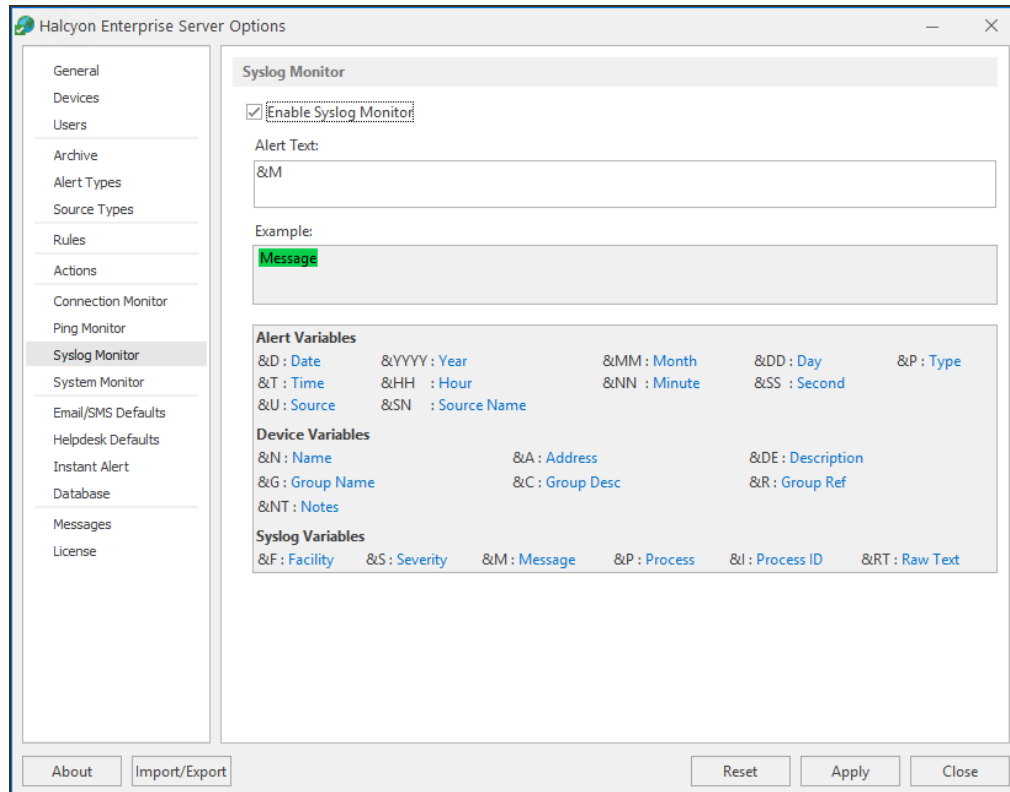 Halcyon Enterprise Server Options
General
Devices
Users
Archive
Alert Types
Source Types
Rules
Actions
Connection Monitor
Ping Monitor
Syslog Monitor
System Monitor
Email/SMS Defaults
Helpdesk Defaults
Instant Alert
Database
Messages
License
Syslog Monitor
Enable Syslog Monitor
Alert Text:
&M
Example:
Message
Alert Variables
&D : Date &YYYY : Year &MM : Month &DD : Day &P : Type
&T : Time &HH : Hour &NN : Minute &SS : Second
&U : Source &SN : Source Name
Device Variables
&N : Name &A : Address &DE : Description
&G : Group Name &C : Group Desc &R : Group Ref
&NT : Notes
Syslog Variables
&F : Facility &S : Severity &M : Message &P : Process &I : Process ID &RT : Raw Text
About Import/Export Reset Apply Close